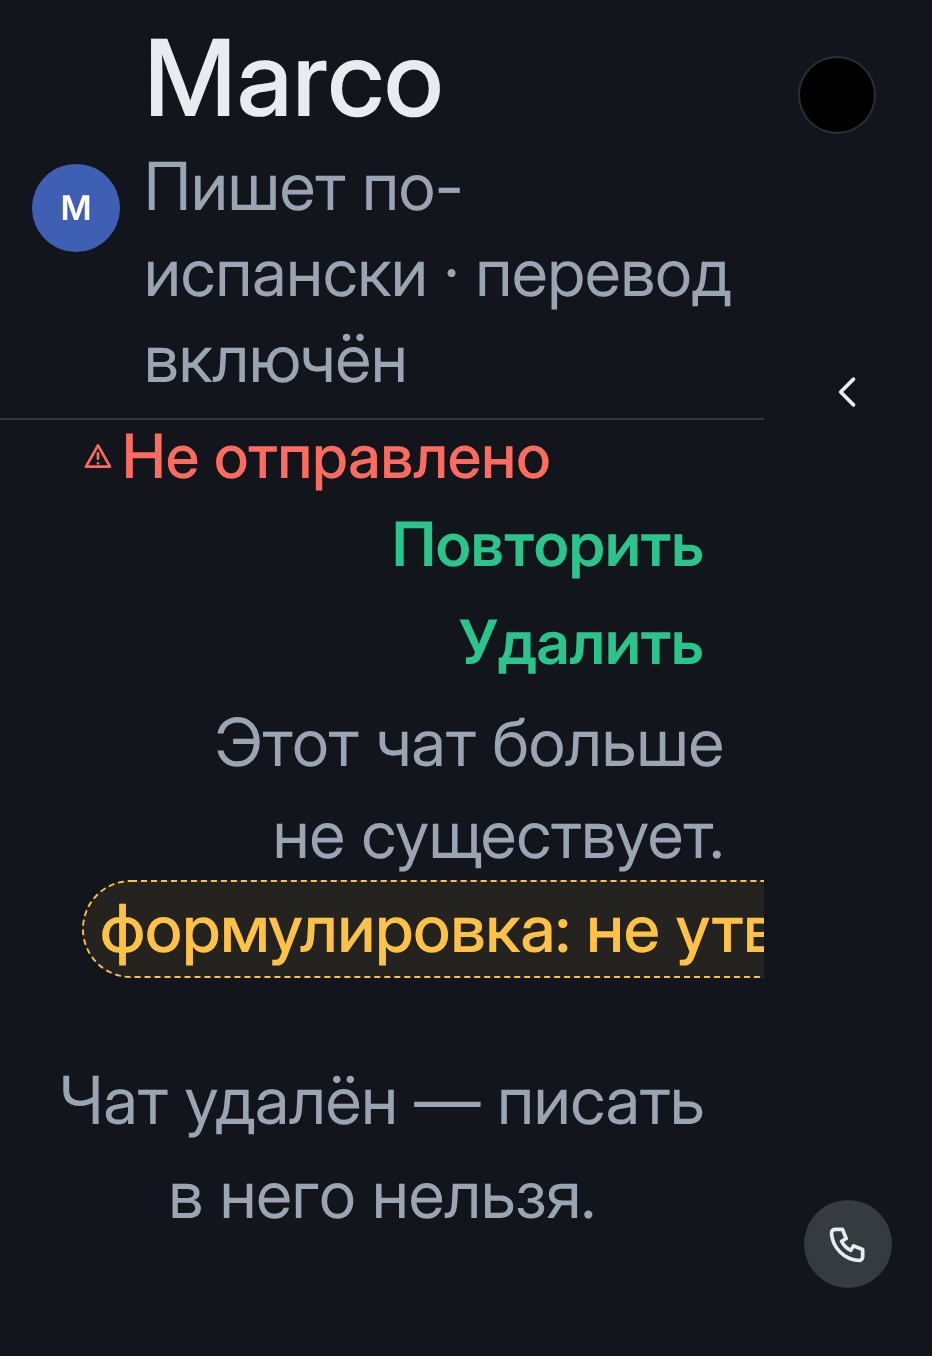 Marco
М
Пишет по-
испански · перевод
включён
Не отправлено
Повторить
Удалить
Этот чат больше
не существует.
формулировка: не
Чат удалён — писать
в него нельзя.